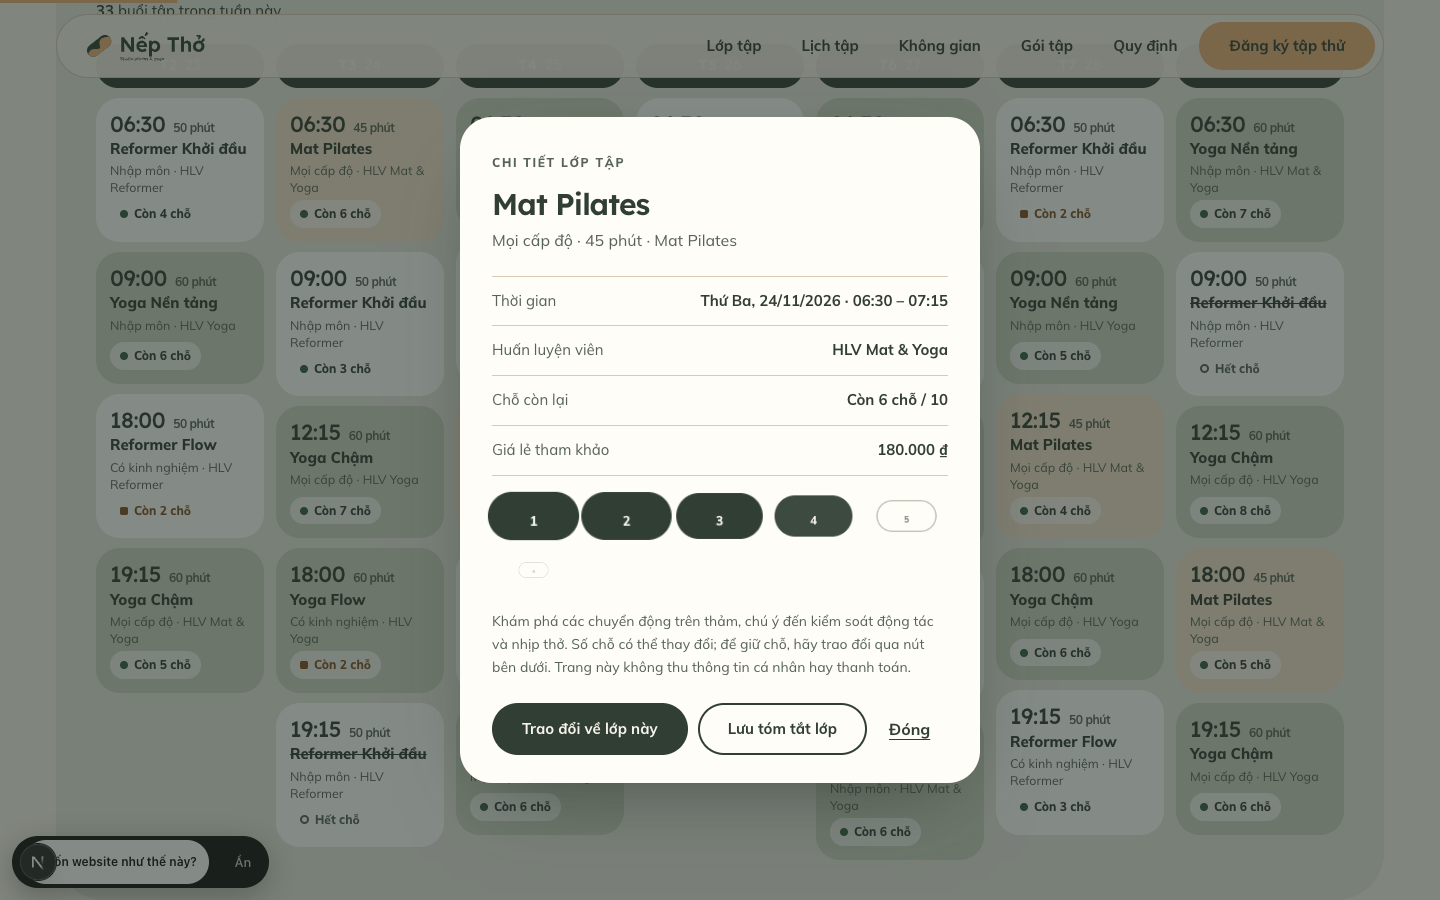 33 buổi tập trong tuần này
Nếp Thở
Lớp tập
Lịch tập
Không gian
Gói tập
Quy định
Đăng ký tập thử
06:30 50 phút
Reformer Khởi đầu
Nhập môn · HLV
Reformer
Còn 4 chỗ
09:00 60 phút
Yoga Nền tảng
Nhập môn · HLV Yoga
Còn 6 chỗ
18:00 50 phút
Reformer Flow
Có kinh nghiệm · HLV
Reformer
Còn 2 chỗ
19:15 60 phút
Yoga Chậm
Mọi cấp độ · HLV Mat &
Yoga
Còn 5 chỗ
06:30 45 phút
Mat Pilates
Mọi cấp độ · HLV Mat &
Yoga
Còn 6 chỗ
09:00 50 phút
Reformer Khởi đầu
Nhập môn · HLV
Reformer
Còn 3 chỗ
12:15 60 phút
Yoga Chậm
Mọi cấp độ · HLV Yoga
Còn 7 chỗ
18:00 60 phút
Yoga Flow
Có kinh nghiệm · HLV
Yoga
Còn 2 chỗ
19:15 50 phút
Reformer Khởi đầu
Nhập môn · HLV
Reformer
Hết chỗ
CHI TIẾT LỚP TẬP
Mat Pilates
Mọi cấp độ · 45 phút · Mat Pilates
Thời gian Thứ Ba, 24/11/2026 · 06:30 – 07:15
Huấn luyện viên HLV Mat & Yoga
Chỗ còn lại Còn 6 chỗ / 10
Giá lẻ tham khảo 180.000 ₫
1 2 3 4 5
Khám phá các chuyển động trên thảm, chú ý đến kiểm soát động tác
và nhịp thở. Số chỗ có thể thay đổi; để giữ chỗ, hãy trao đổi qua nút
bên dưới. Trang này không thu thông tin cá nhân hay thanh toán.
Trao đổi về lớp này
Lưu tóm tắt lớp
Đóng
Còn 6 chỗ
Nhập môn · HLV Mat &
Yoga
Còn 6 chỗ
06:30 50 phút
Reformer Khởi đầu
Nhập môn · HLV
Reformer
Còn 2 chỗ
09:00 60 phút
Yoga Nền tảng
Nhập môn · HLV Yoga
Còn 5 chỗ
12:15 45 phút
Mat Pilates
Mọi cấp độ · HLV Mat &
Yoga
Còn 4 chỗ
18:00 60 phút
Yoga Chậm
Mọi cấp độ · HLV Yoga
Còn 6 chỗ
19:15 50 phút
Reformer Flow
Có kinh nghiệm · HLV
Reformer
Còn 3 chỗ
06:30 60 phút
Yoga Nền tảng
Nhập môn · HLV Mat &
Yoga
Còn 7 chỗ
09:00 50 phút
Reformer Khởi đầu
Nhập môn · HLV
Reformer
Hết chỗ
12:15 60 phút
Yoga Chậm
Mọi cấp độ · HLV Yoga
Còn 8 chỗ
18:00 45 phút
Mat Pilates
Mọi cấp độ · HLV Mat &
Yoga
Còn 5 chỗ
19:15 60 phút
Yoga Chậm
Mọi cấp độ · HLV Yoga
Còn 6 chỗ
N
website như thế này?
Ẩn